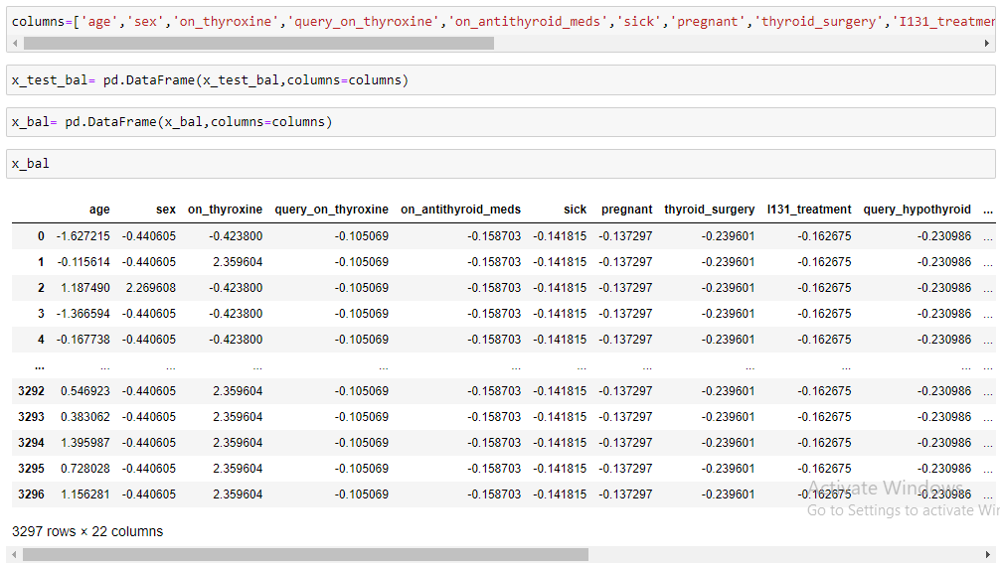 columns=['age','sex','on_thyroxine','query_on_thyroxine','on_antithyroid_meds','sick','pregnant','thyroid_surgery','I131_treatmen
x_test_bal= pd.DataFrame(x_test_bal,columns=columns)
x_bal= pd.DataFrame(x_bal,columns=columns)
x_bal
age sex on_thyroxine query_on_thyroxine on_antithyroid_meds sick pregnant thyroid_surgery I131_treatment query_hypothyroid ...
0 -1.627215 -0.440605 -0.423800 -0.105069 -0.158703 -0.141815 -0.137297 -0.239601 -0.162675 -0.230986 ...
1 -0.115614 -0.440605 2.359604 -0.105069 -0.158703 -0.141815 -0.137297 -0.239601 -0.162675 -0.230986 ...
2 1.187490 2.269608 -0.423800 -0.105069 -0.158703 -0.141815 -0.137297 -0.239601 -0.162675 -0.230986 ...
3 -1.366594 -0.440605 -0.423800 -0.105069 -0.158703 -0.141815 -0.137297 -0.239601 -0.162675 -0.230986 ...
4 -0.167738 -0.440605 -0.423800 -0.105069 -0.158703 -0.141815 -0.137297 -0.239601 -0.162675 -0.230986 ...
... ... ... ... ... ... ... ... ... ... ... ...
3292 0.546923 -0.440605 2.359604 -0.105069 -0.158703 -0.141815 -0.137297 -0.239601 -0.162675 -0.230986 ...
3293 0.383062 -0.440605 2.359604 -0.105069 -0.158703 -0.141815 -0.137297 -0.239601 -0.162675 -0.230986 ...
3294 1.395987 -0.440605 2.359604 -0.105069 -0.158703 -0.141815 -0.137297 -0.239601 -0.162675 -0.230986 ...
3295 0.728028 -0.440605 2.359604 -0.105069 -0.158703 -0.141815 -0.137297 -0.239601 -0.162675 -0.230986 ...
3296 1.156281 -0.440605 2.359604 -0.105069 -0.158703 -0.141815 -0.137297 -0.239601 -0.162675 -0.230986 ...
Activate Windows
Go to Settings to activate Win
3297 rows × 22 columns